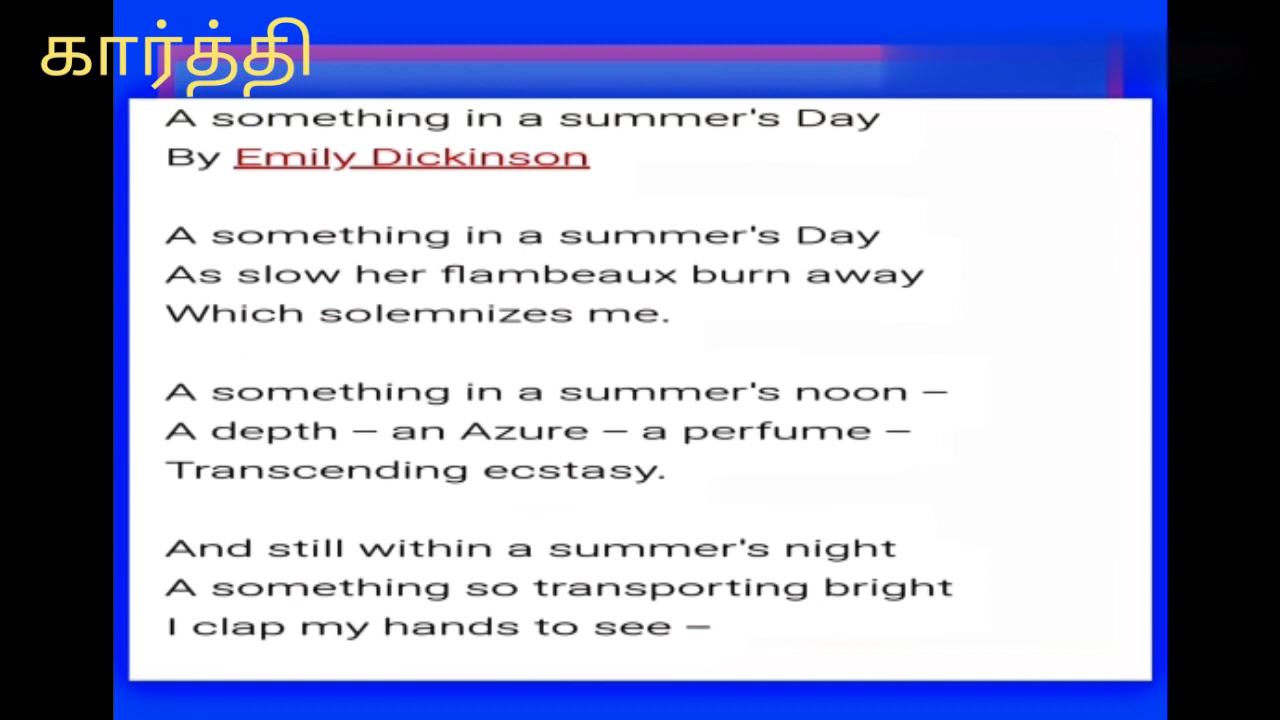 கார்த்தி
A something in a summer's Day
By Emily Dickinson
A something in a summer's Day
As slow her flambeaux burn away
Which solemnizes me.
A something in a summer's noon –
A depth – an Azure – a perfume –
Transcending ecstasy.
And still within a summer's night
A something so transporting bright
I clap my hands to see –